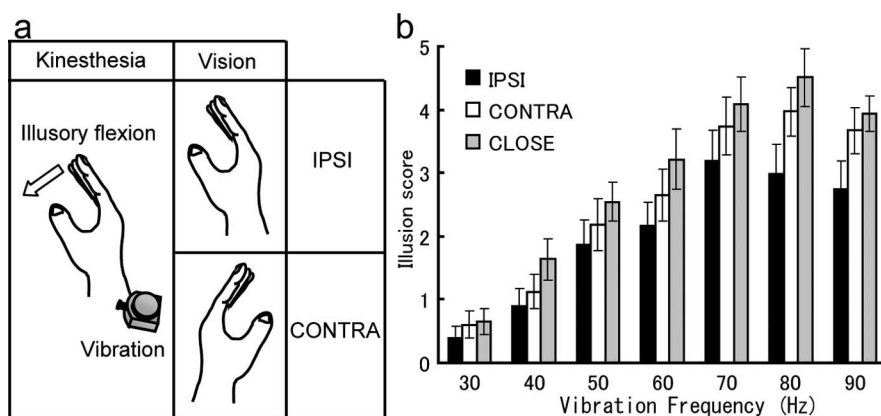 a
Kinesthesia
Vision
Illusory flexion
IPSI
Vibration
CONTRA
b
5
4
3
2
1
0
Illusion score
IPSI
CONTRA
CLOSE
30 40 50 60 70 80 90
Vibration Frequency (Hz)